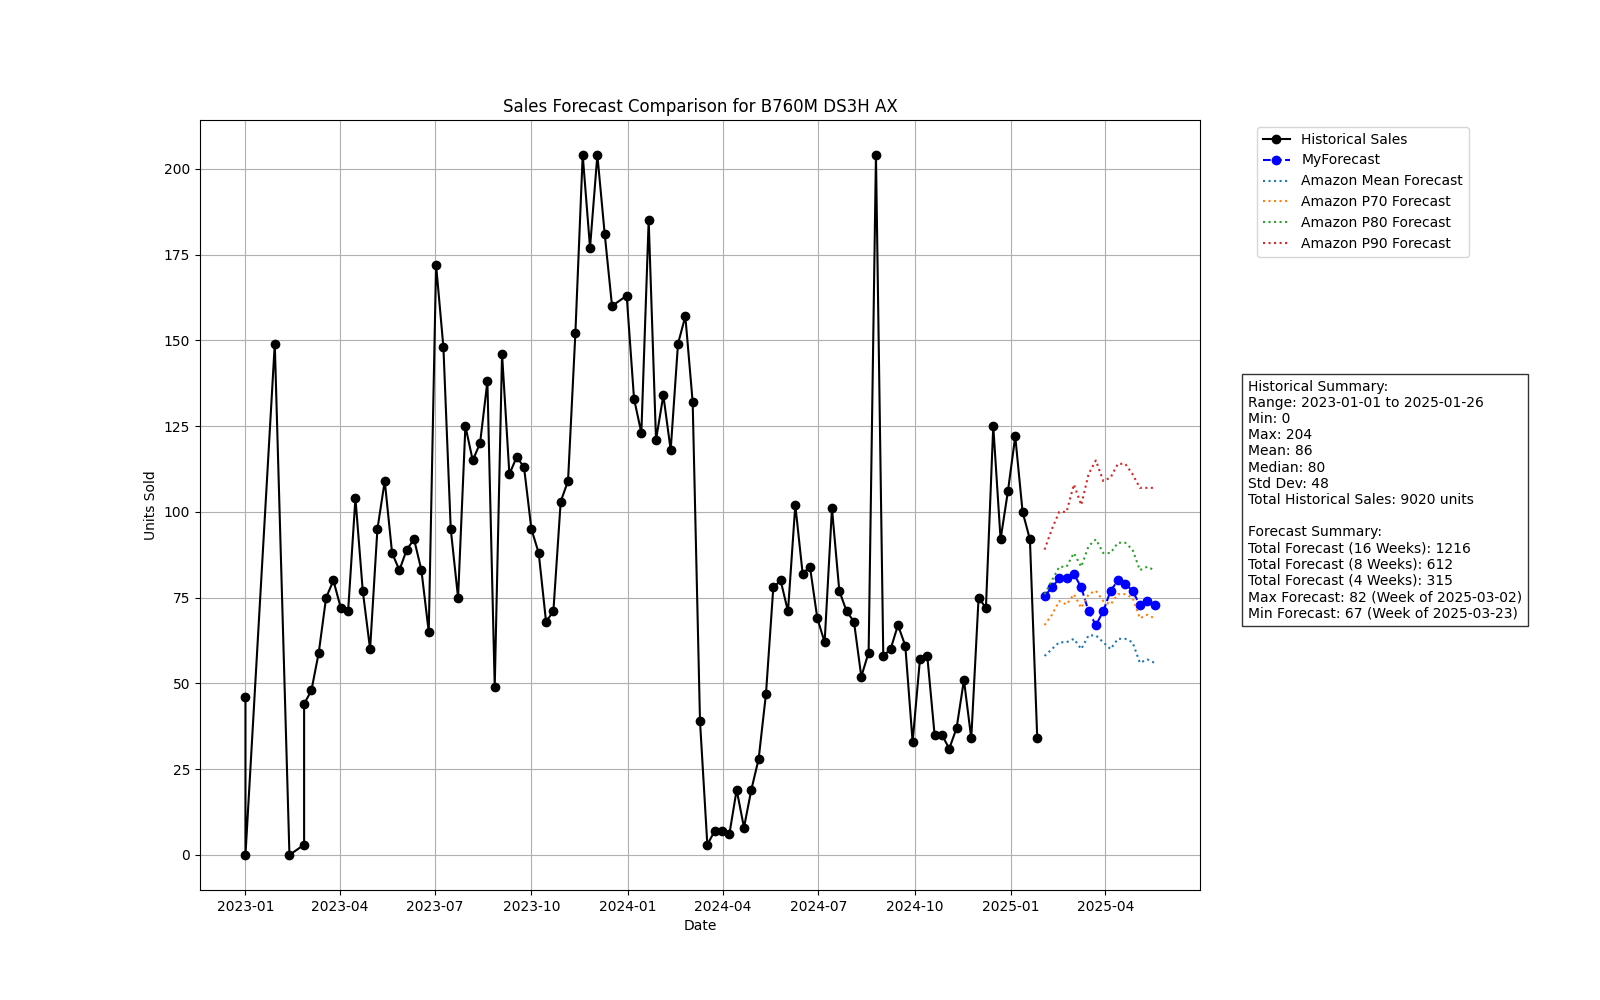 Sales Forecast Comparison for B760M DS3H AX
Units Sold
200
175
150
125
100
75
50
25
0
2023-01 2023-04 2023-07 2023-10 2024-01 2024-04 2024-07 2024-10 2025-01 2025-04
Date
Historical Sales
MyForecast
Amazon Mean Forecast
Amazon P70 Forecast
Amazon P80 Forecast
Amazon P90 Forecast
Historical Summary:
Range: 2023-01-01 to 2025-01-26
Min: 0
Max: 204
Mean: 86
Median: 80
Std Dev: 48
Total Historical Sales: 9020 units
Forecast Summary:
Total Forecast (16 Weeks): 1216
Total Forecast (8 Weeks): 612
Total Forecast (4 Weeks): 315
Max Forecast: 82 (Week of 2025-03-02)
Min Forecast: 67 (Week of 2025-03-23)